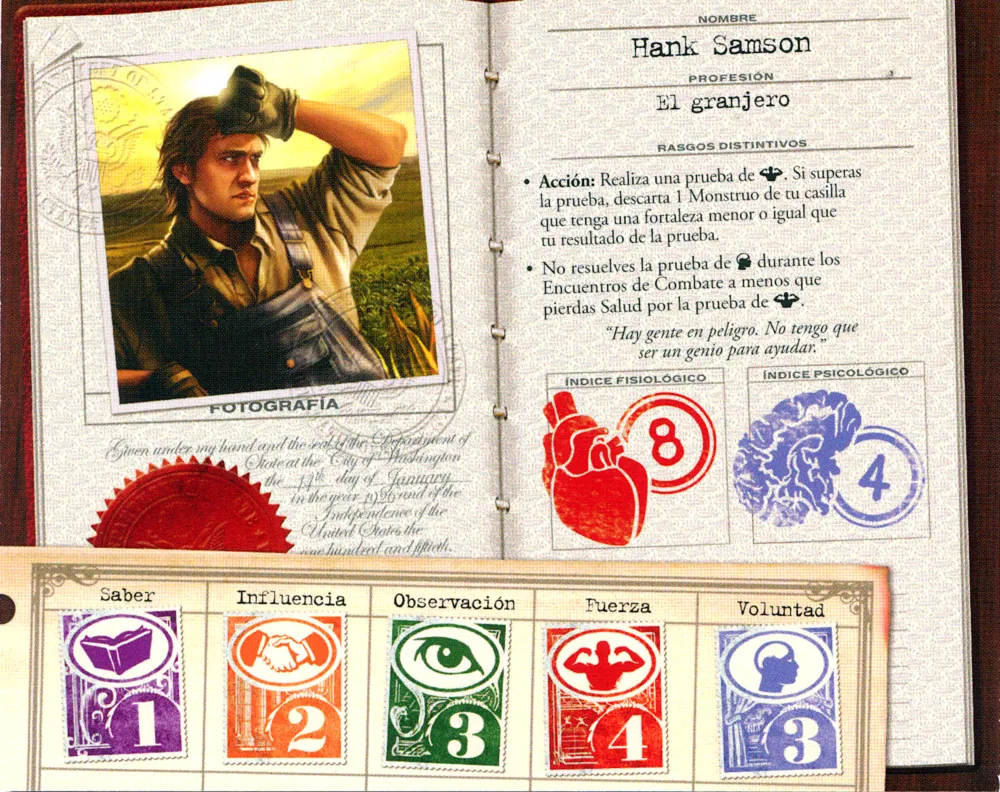 NOMBRE
Hank Samson
PROFESIÓN
El granjero
RASGOS DISTINTIVOS
• Acción: Realiza una prueba de . Si superas
la prueba, descarta 1 Monstruo de tu casilla
que tenga una fortaleza menor o igual que
tu resultado de la prueba.
• No resuelves la prueba de durante los
Encuentros de Combate a menos que
pierdas Salud por la prueba de .
“Hay gente en peligro. No tengo que
ser un genio para ayudar.”
ÍNDICE FISIOLÓGICO
8
ÍNDICE PSICOLÓGICO
4
FOTOGRAFÍA
Given under my hand and the seal of the Department of
State at the City of Washington
the 14th day of January
in the year 1926 and of the
Independence of the
United States the
one hundred and fiftieth.
Saber
1
Influencia
2
Observación
3
Fuerza
4
Voluntad
3